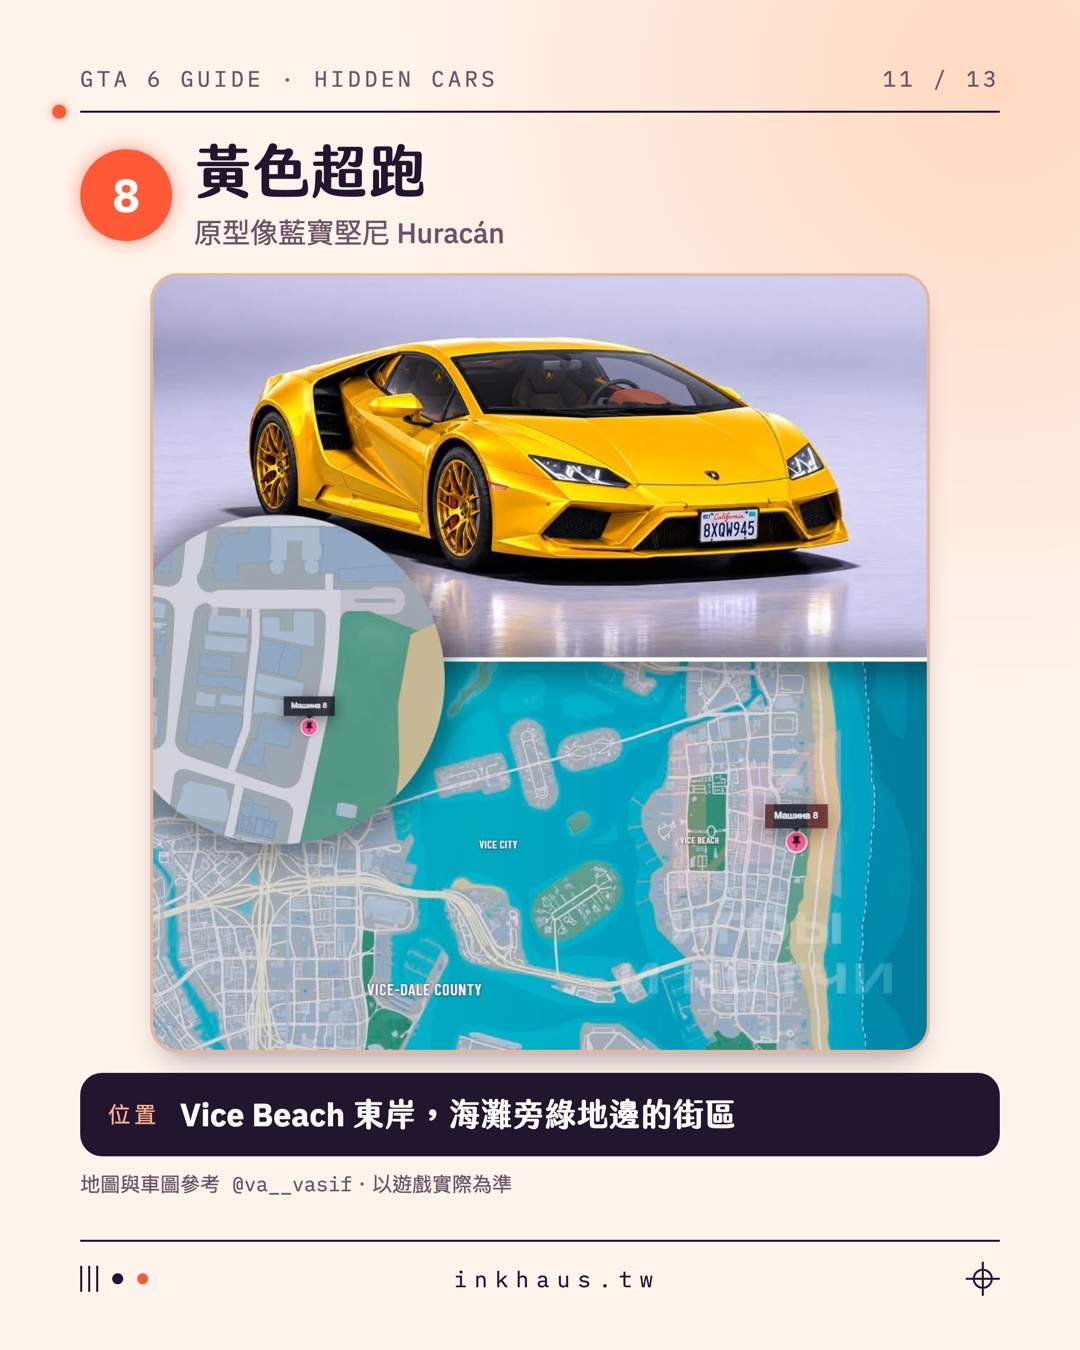 GTA 6 GUIDE · HIDDEN CARS
11 / 13
8
黃色超跑
原型像藍寶堅尼 Huracán
California
8XQW945
Машина 8
Машина 8
VICE CITY
VICE BEACH
VICE-DALE COUNTY
位置 Vice Beach 東岸，海灘旁綠地邊的街區
地圖與車圖參考 @va__vasif · 以遊戲實際為準
inkhaus.tw